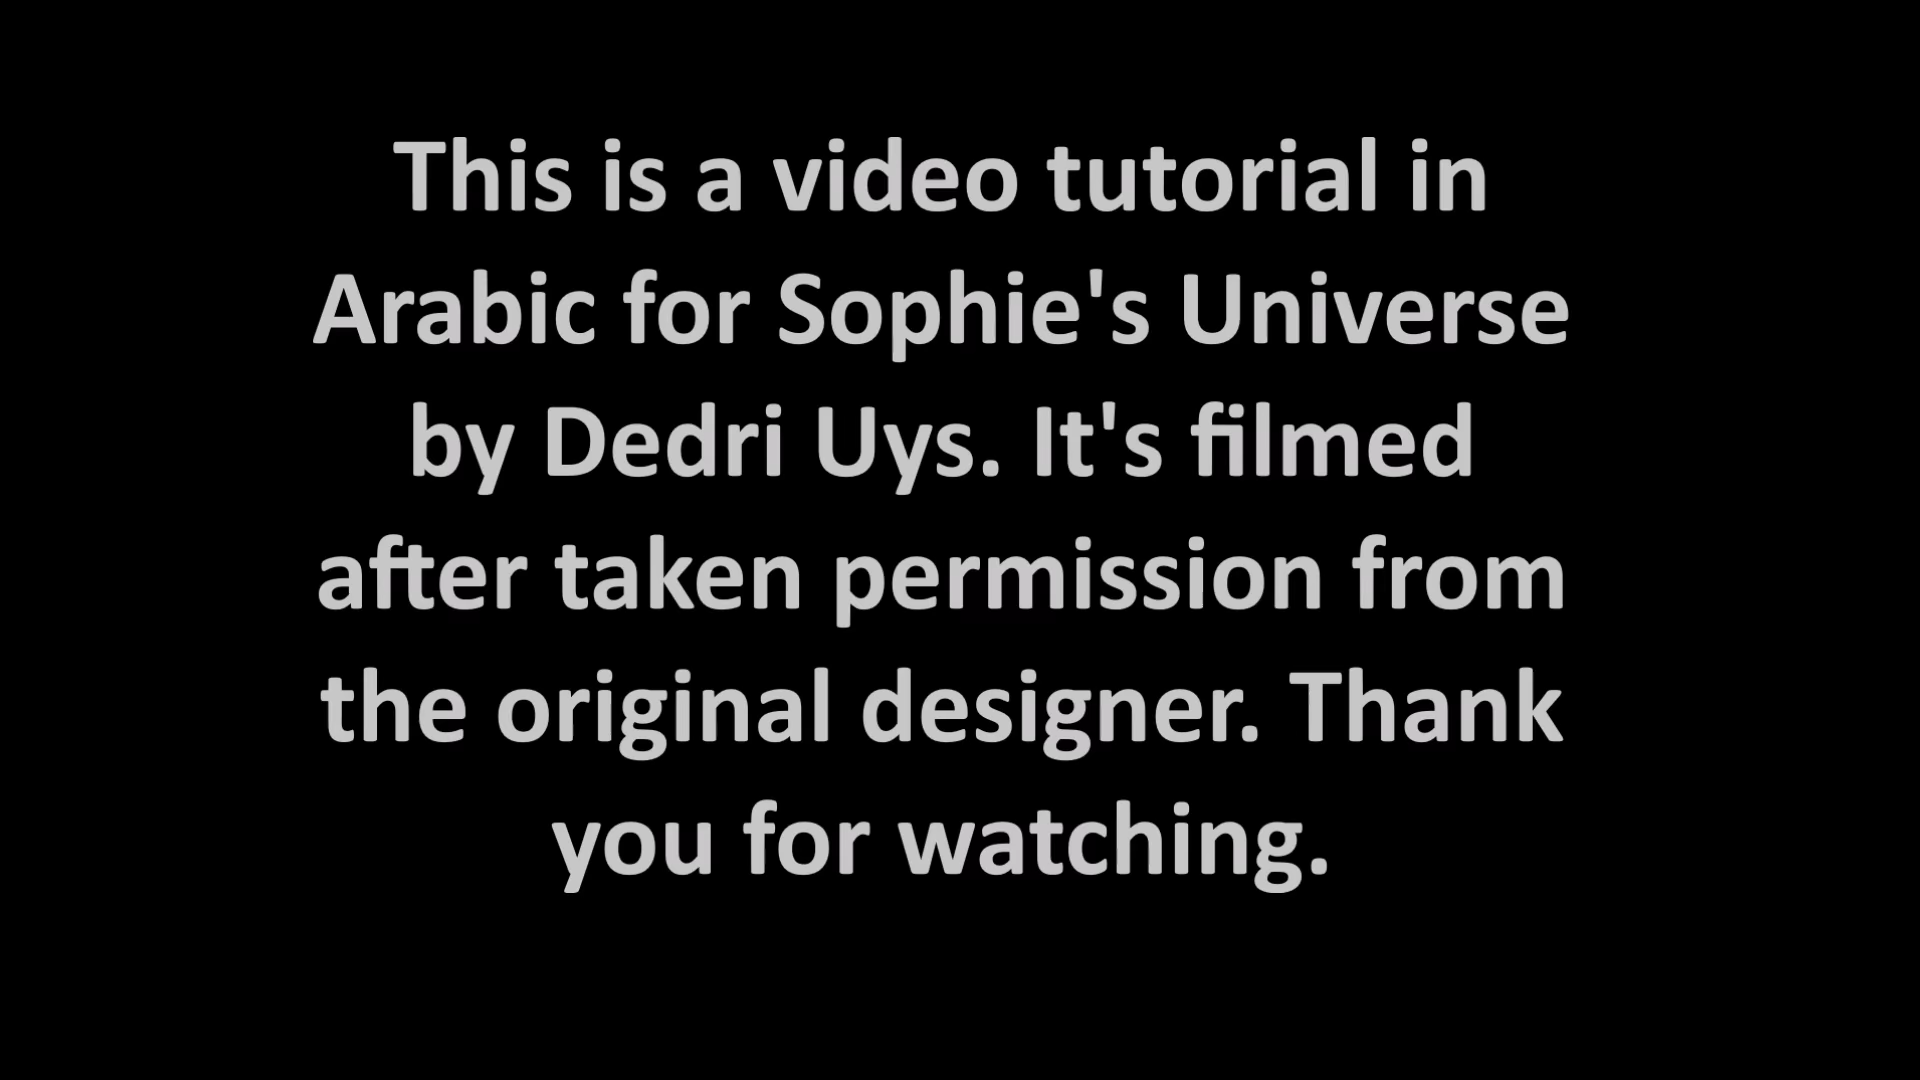 This is a video tutorial in
Arabic for Sophie's Universe
by Dedri Uys. It's filmed
after taken permission from
the original designer. Thank
you for watching.